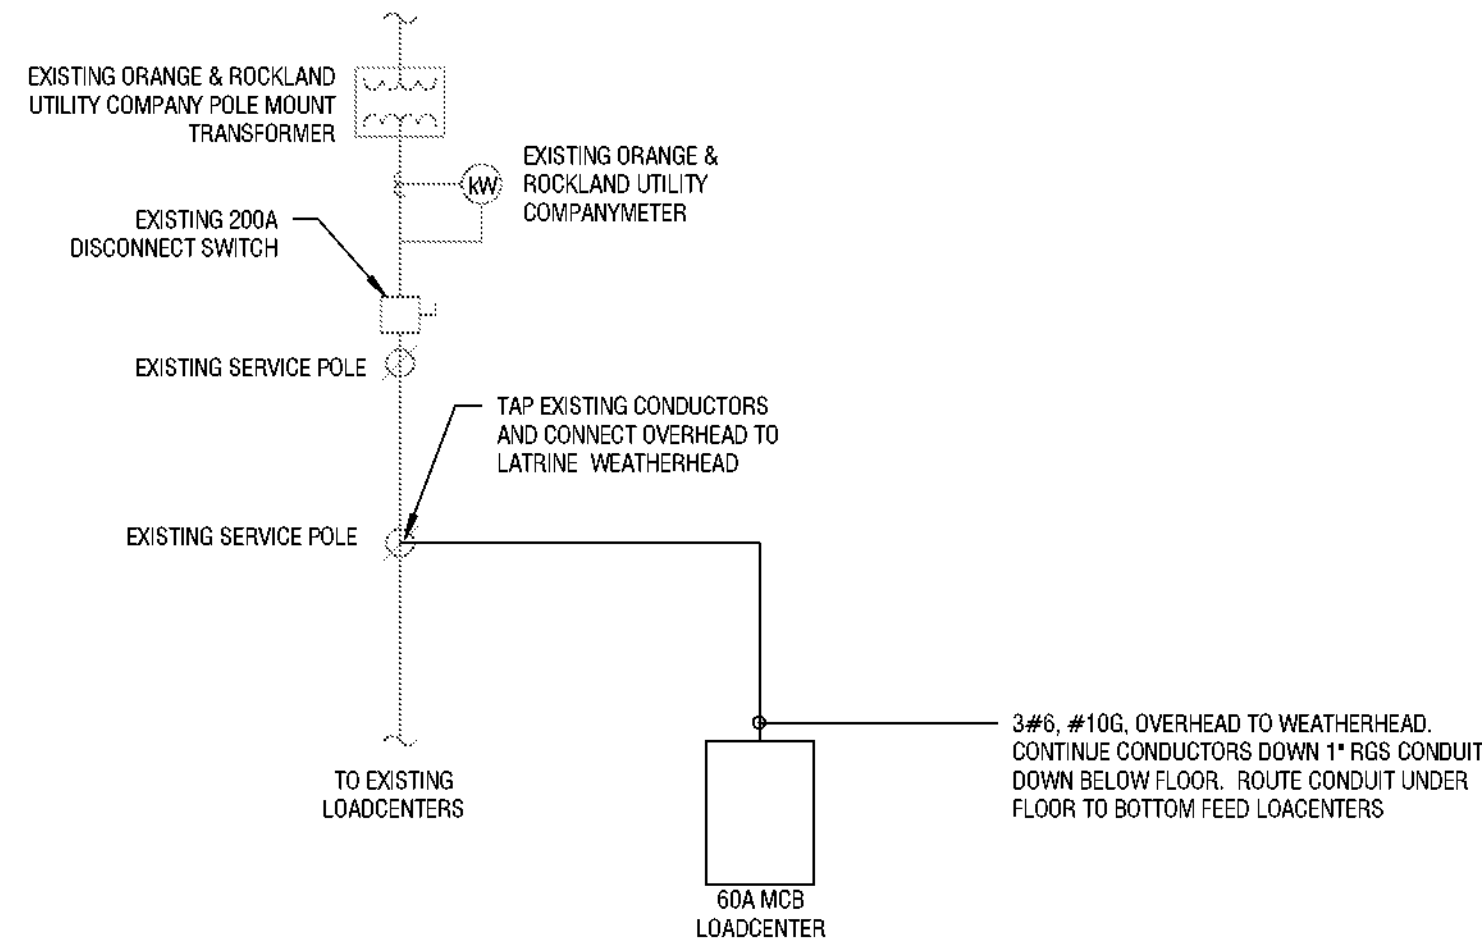 EXISTING ORANGE & ROCKLAND
UTILITY COMPANY POLE MOUNT
TRANSFORMER
EXISTING ORANGE &
ROCKLAND UTILITY
COMPANYMETER
kW
EXISTING 200A
DISCONNECT SWITCH
EXISTING SERVICE POLE
TAP EXISTING CONDUCTORS
AND CONNECT OVERHEAD TO
LATRINE WEATHERHEAD
EXISTING SERVICE POLE
3#6, #10G, OVERHEAD TO WEATHERHEAD.
CONTINUE CONDUCTORS DOWN 1" RGS CONDUIT
DOWN BELOW FLOOR. ROUTE CONDUIT UNDER
FLOOR TO BOTTOM FEED LOACENTERS
TO EXISTING
LOADCENTERS
60A MCB
LOADCENTER